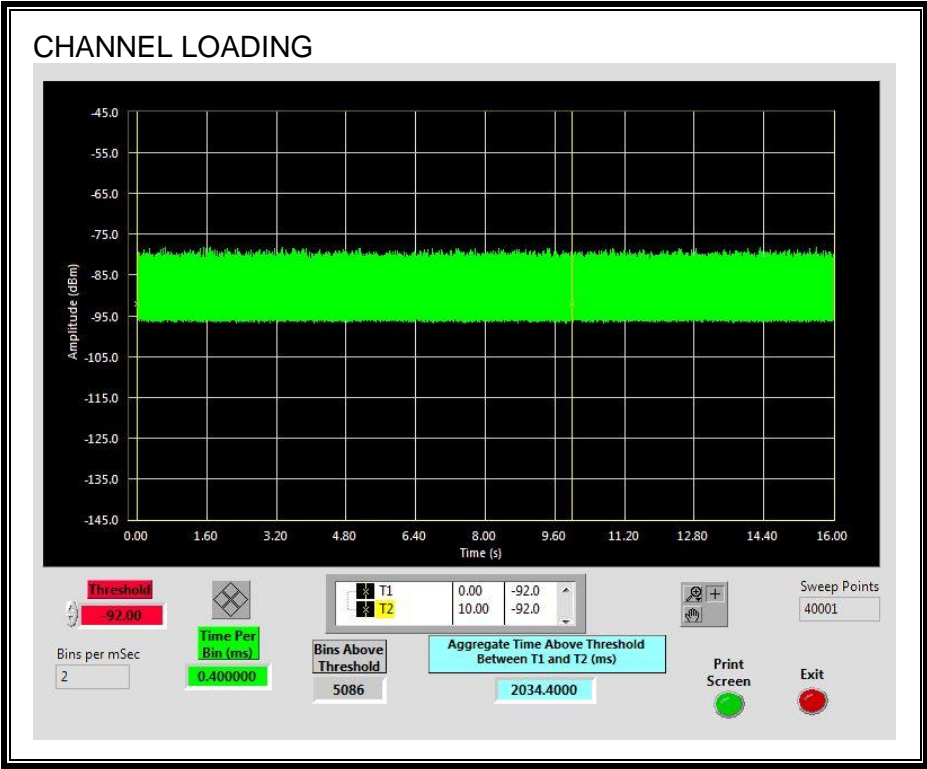 CHANNEL LOADING
-45.0
-55.0
-65.0
-75.0
-85.0
-95.0
-105.0
-115.0
-125.0
-135.0
-145.0
Amplitude (dBm)
0.00 1.60 3.20 4.80 6.40 8.00 9.60 11.20 12.80 14.40 16.00
Time (s)
Threshold
-92.00
Bins per mSec
2
Time Per
Bin (ms)
0.400000
T1 0.00 -92.0
T2 10.00 -92.0
Bins Above
Threshold
5086
Aggregate Time Above Threshold
Between T1 and T2 (ms)
2034.4000
Sweep Points
40001
Print
Screen
Exit